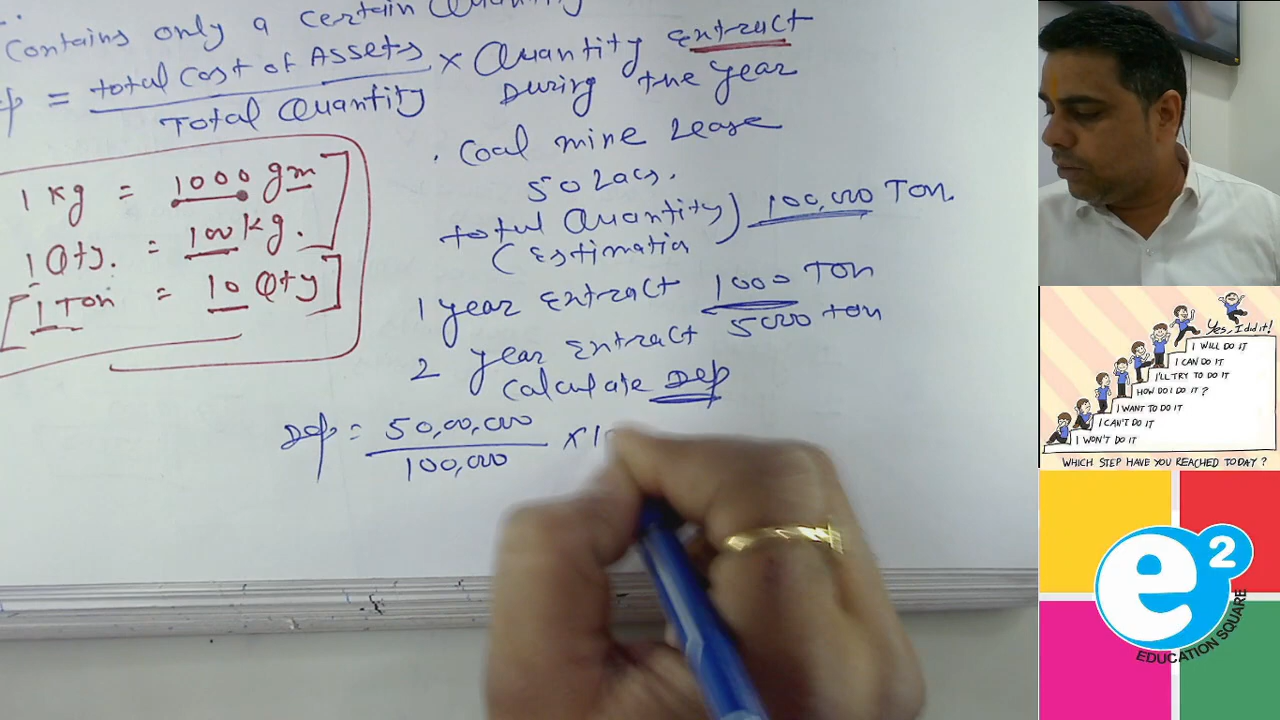 Contains only a certain Quantity
= total cost of Assets × Quantity extract
Total Quantity During the year
1 kg = 1000 gm
1 Qty. = 100 kg.
1 Ton = 10 Qty
. Coal mine Lease
50 Lacs.
total Quantity) 100,000 Ton.
(Estimation
1 year extract 1000 Ton
2 year extract 5000 ton
calculate Dep
Dep = 50,00,000 × 1
100,000
Yes, I did it!
I WILL DO IT
I CAN DO IT
I'LL TRY TO DO IT
HOW DO I DO IT ?
I WANT TO DO IT
I CAN'T DO IT
I WON'T DO IT
WHICH STEP HAVE YOU REACHED TODAY ?
e2
EDUCATION SQUARE